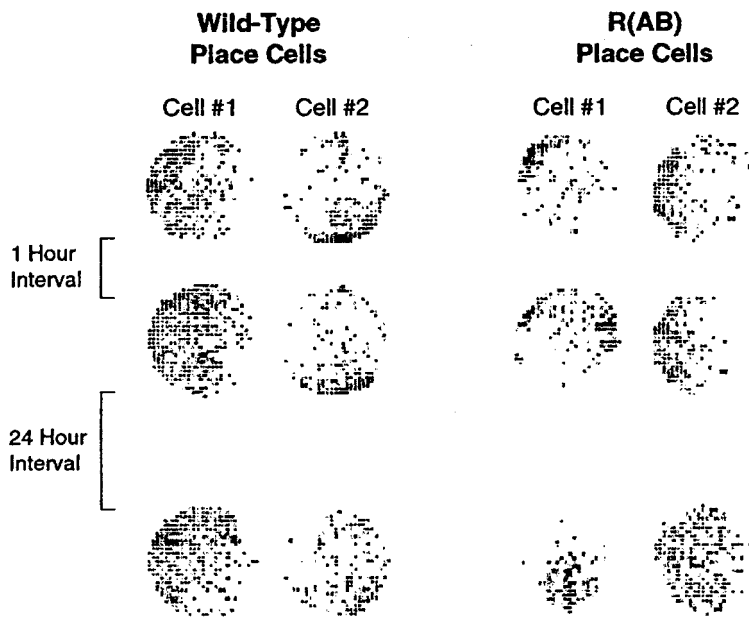 Wild-Type
Place Cells
R(AB)
Place Cells
Cell #1
Cell #2
Cell #1
Cell #2
1 Hour
Interval
24 Hour
Interval